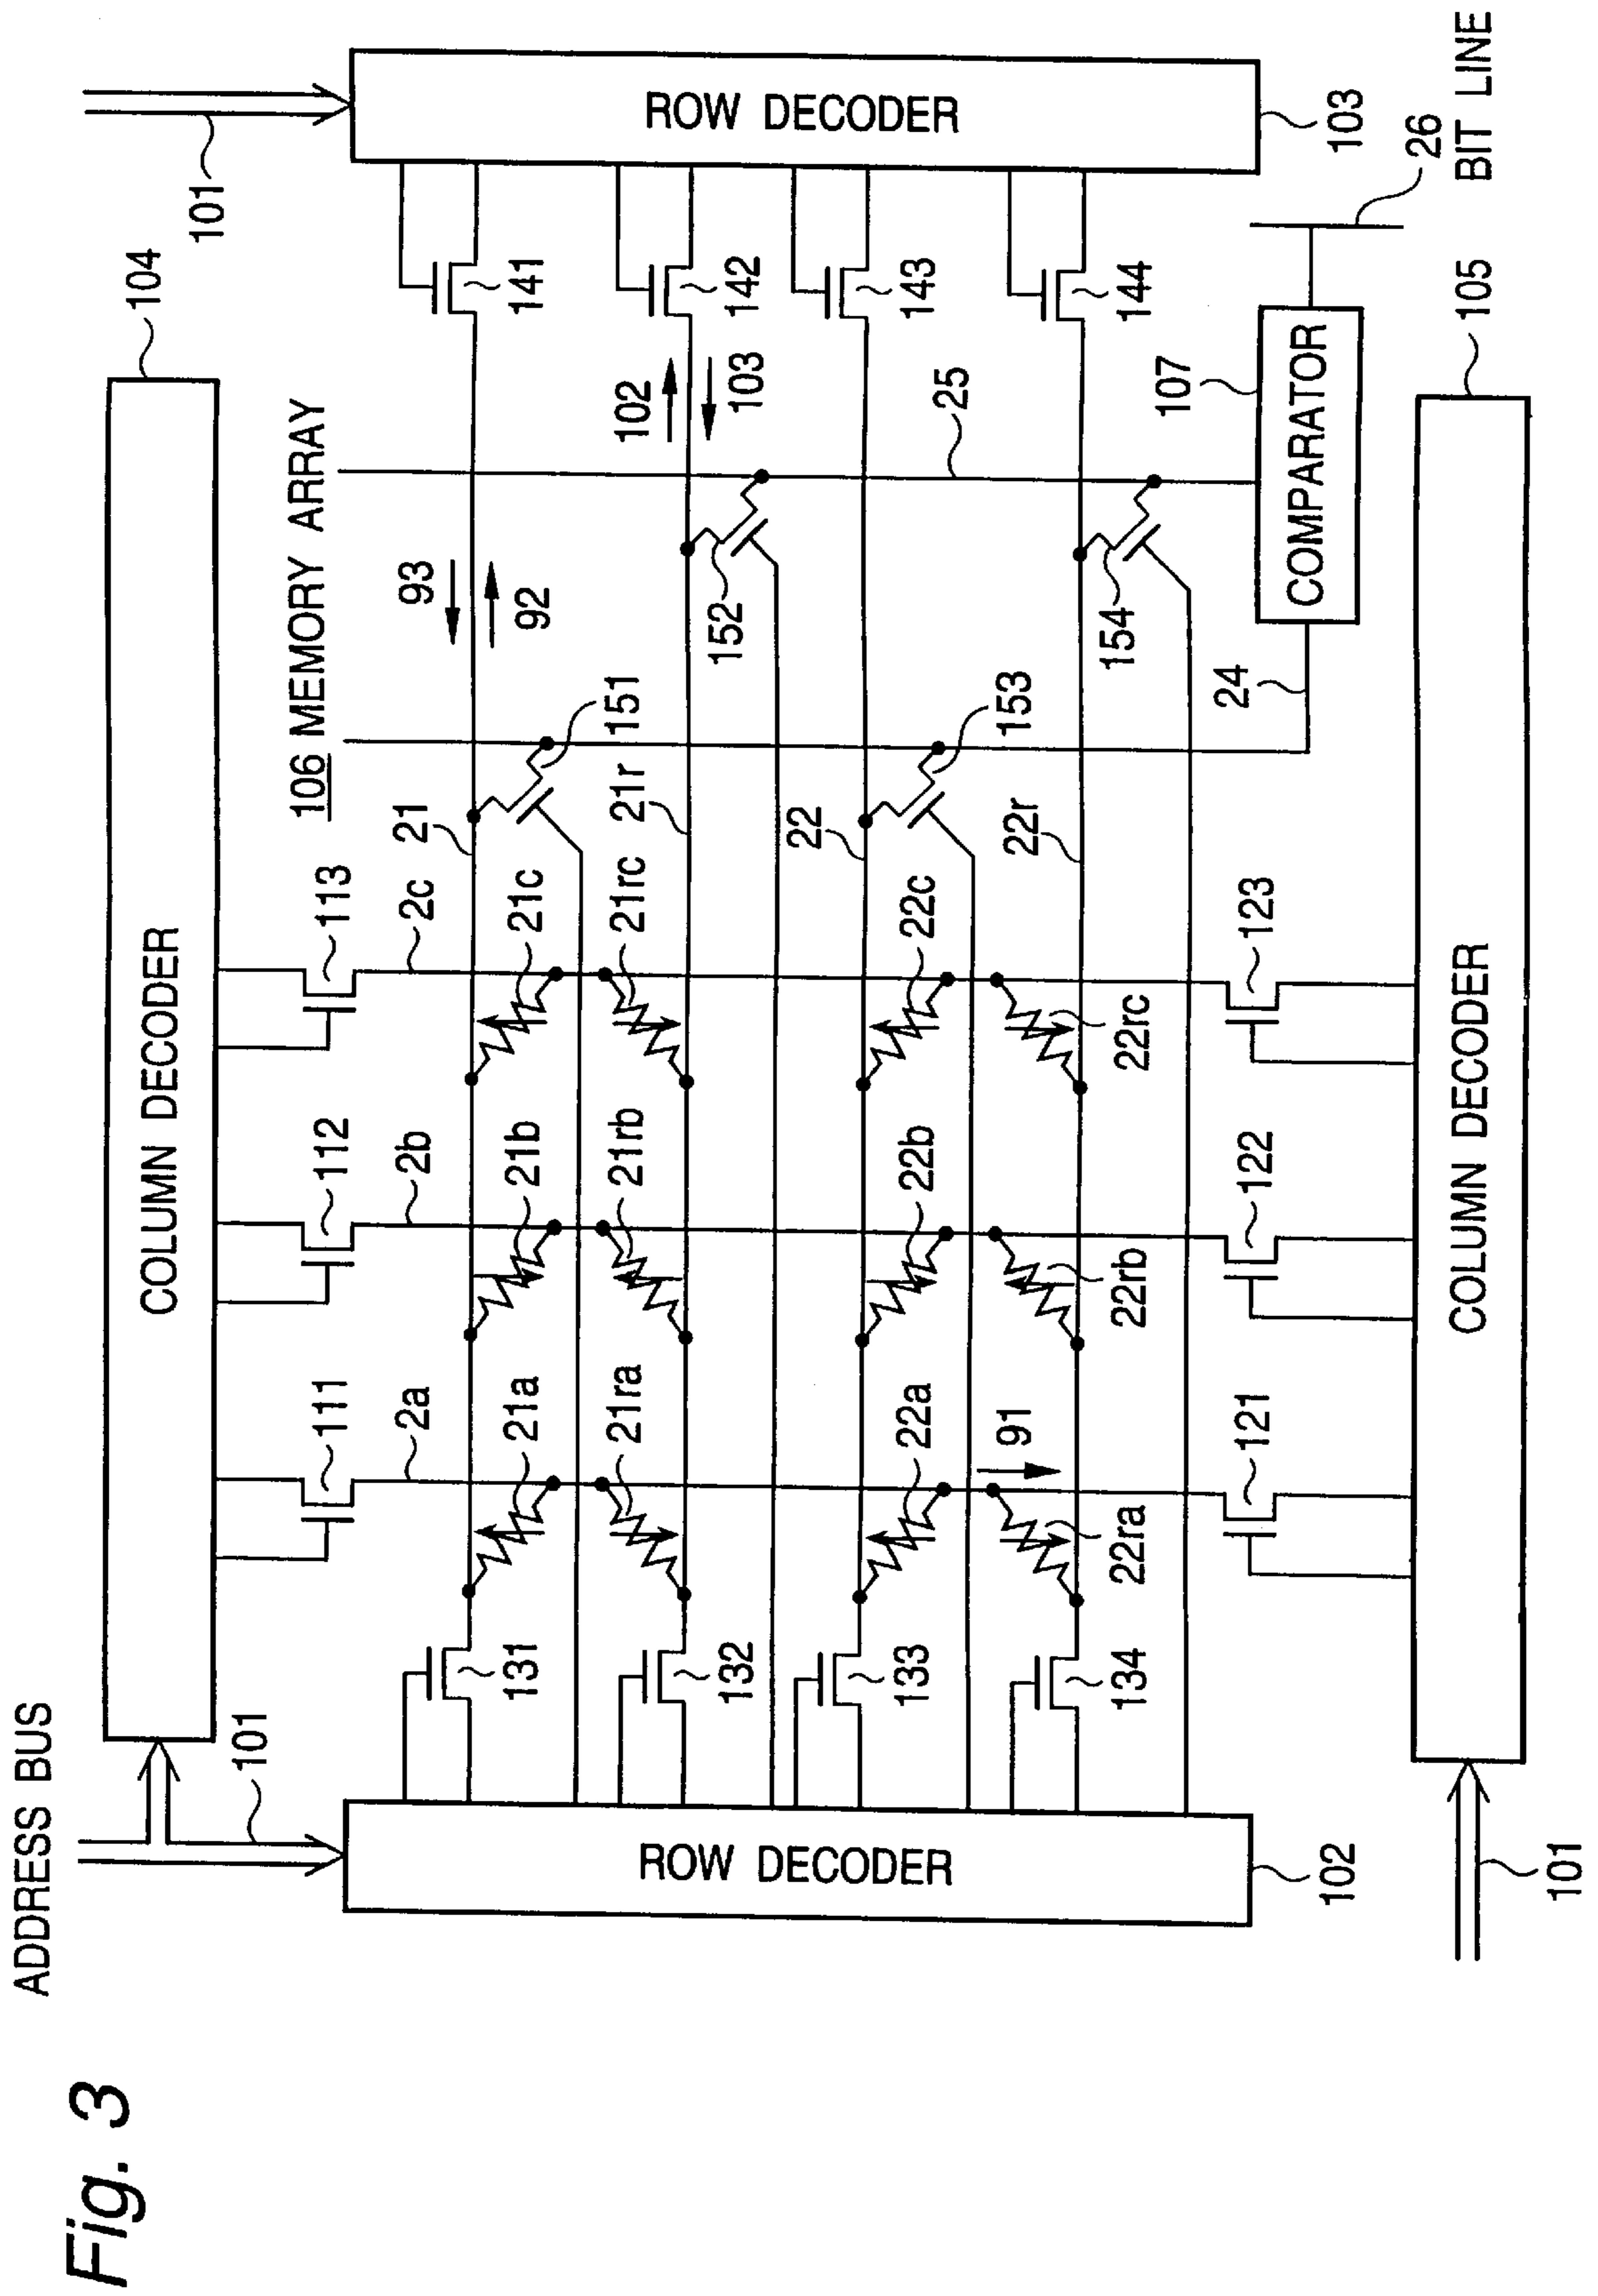 Fig. 3
ADDRESS BUS
101
COLUMN DECODER
104
101
106 MEMORY ARRAY
111
112
113
2a
2b
2c
21
93
92
ROW DECODER
102
ROW DECODER
103
131
141
21a
21b
21c
151
21ra
21rb
21rc
21r
102
103
132
142
152
22a
22b
22c
22
153
25
133
143
91
22ra
22rb
22rc
22r
154
134
144
121
122
123
24
107
COMPARATOR
26
BIT LINE
101
COLUMN DECODER
105